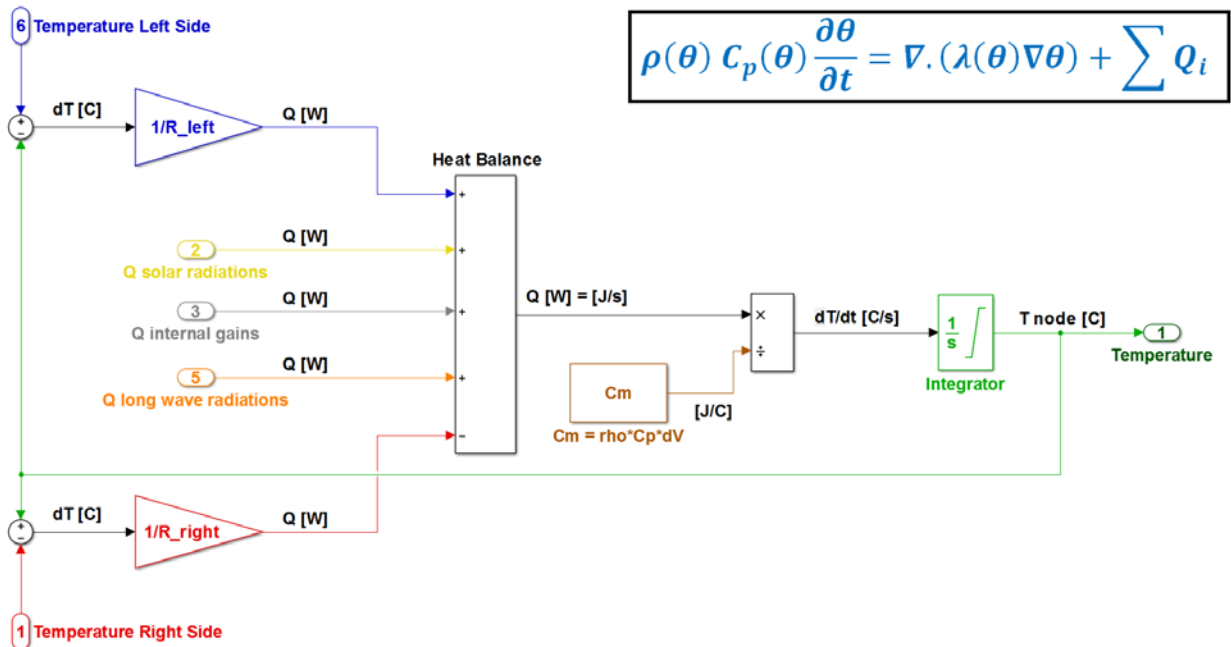 6 Temperature Left Side
ρ(θ) C_p(θ) ∂θ/∂t = ∇.(λ(θ)∇θ) + ∑ Q_i
dT [C]
1/R_left
Q [W]
+
−
Heat Balance
+
Q [W]
2
+
Q solar radiations
Q [W]
3
+
Q internal gains
Q [W]
5
+
Q long wave radiations
−
Q [W] = [J/s]
×
÷
dT/dt [C/s]
1/s
Integrator
T node [C]
1
Temperature
Cm
[J/C]
Cm = rho*Cp*dV
+
−
dT [C]
1/R_right
Q [W]
1 Temperature Right Side